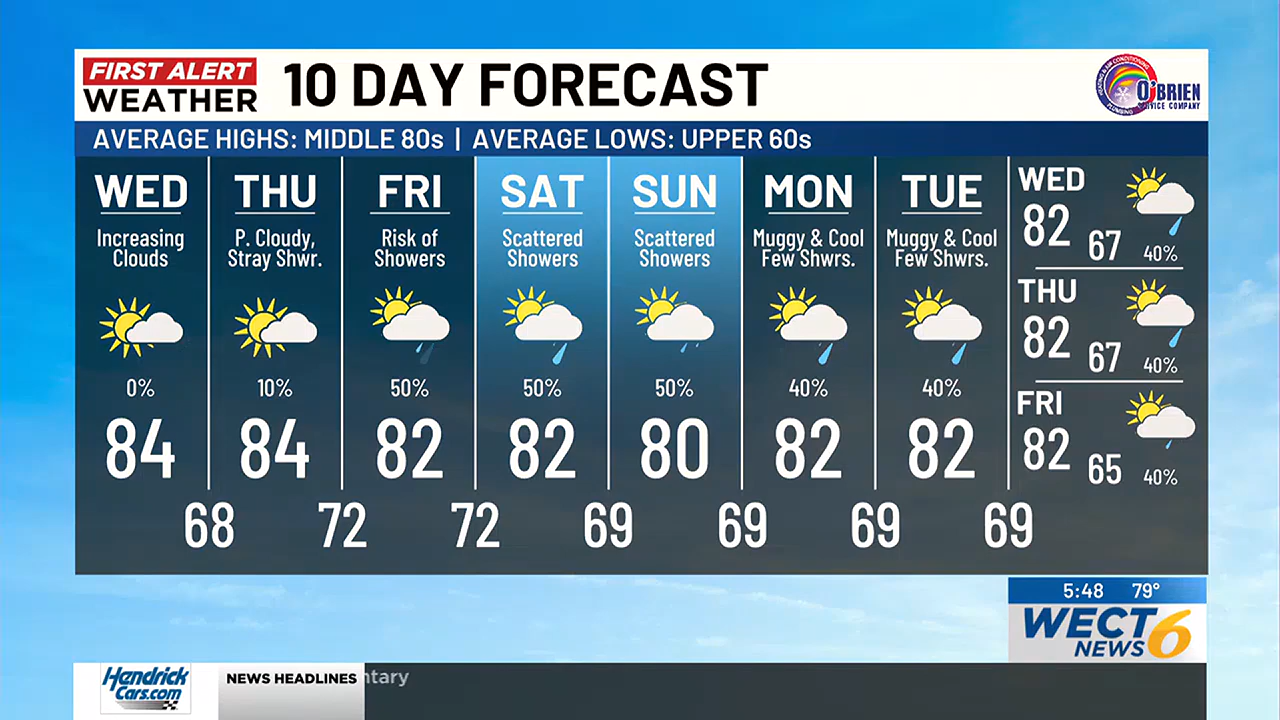 FIRST ALERT
WEATHER
10 DAY FORECAST
O'BRIEN
SERVICE COMPANY
AVERAGE HIGHS: MIDDLE 80s | AVERAGE LOWS: UPPER 60s
WED
Increasing
Clouds
0%
84
68
THU
P. Cloudy,
Stray Shwr.
10%
84
72
FRI
Risk of
Showers
50%
82
72
SAT
Scattered
Showers
50%
82
69
SUN
Scattered
Showers
50%
80
69
MON
Muggy & Cool
Few Shwrs.
40%
82
69
TUE
Muggy & Cool
Few Shwrs.
40%
82
69
WED
82 67 40%
THU
82 67 40%
FRI
82 65 40%
5:48 79°
WECT 6
NEWS
Hendrick
Cars.com
NEWS HEADLINES ntary